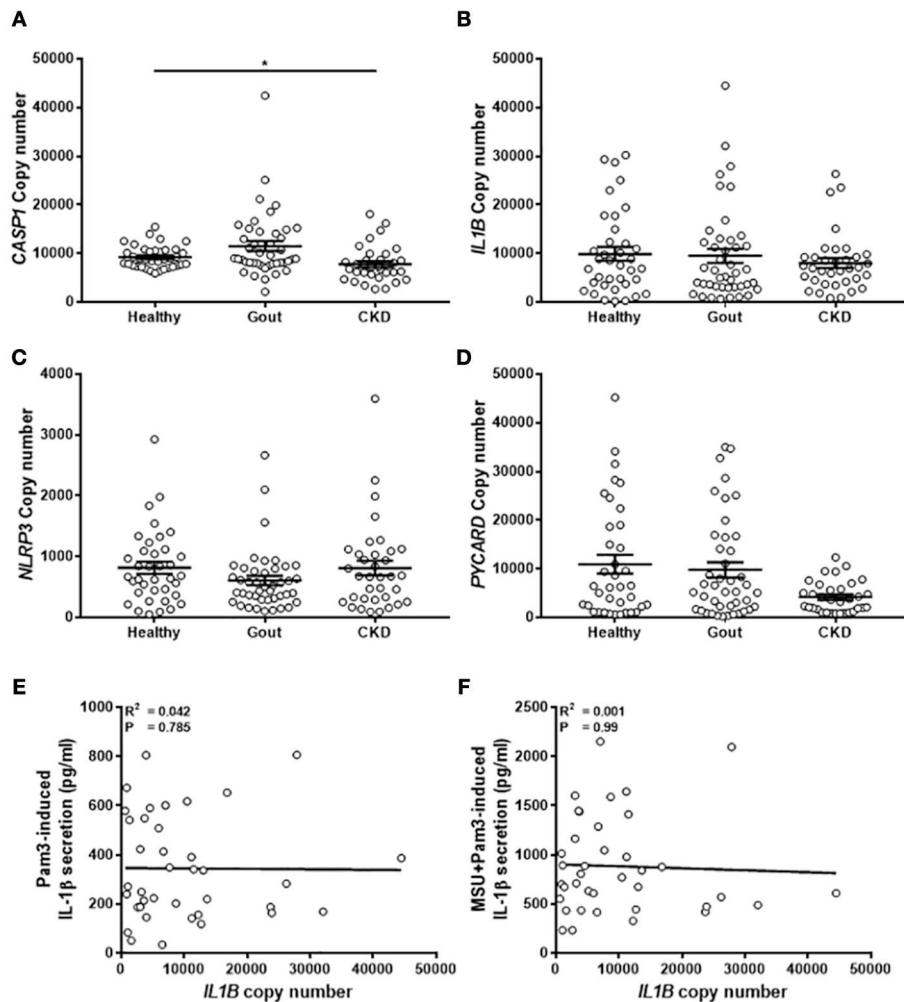 A
CASP1 Copy number
50000
40000
30000
20000
10000
0
*
Healthy Gout CKD
B
IL1B Copy number
50000
40000
30000
20000
10000
0
Healthy Gout CKD
C
NLRP3 Copy number
4000
3000
2000
1000
0
Healthy Gout CKD
D
PYCARD Copy number
50000
40000
30000
20000
10000
0
Healthy Gout CKD
E
Pam3-induced
IL-1β secretion (pg/ml)
1000
800
600
400
200
0
R² = 0.042
P = 0.785
0 10000 20000 30000 40000 50000
IL1B copy number
F
MSU+Pam3-induced
IL-1β secretion (pg/ml)
2500
2000
1500
1000
500
0
R² = 0.001
P = 0.99
0 10000 20000 30000 40000 50000
IL1B copy number